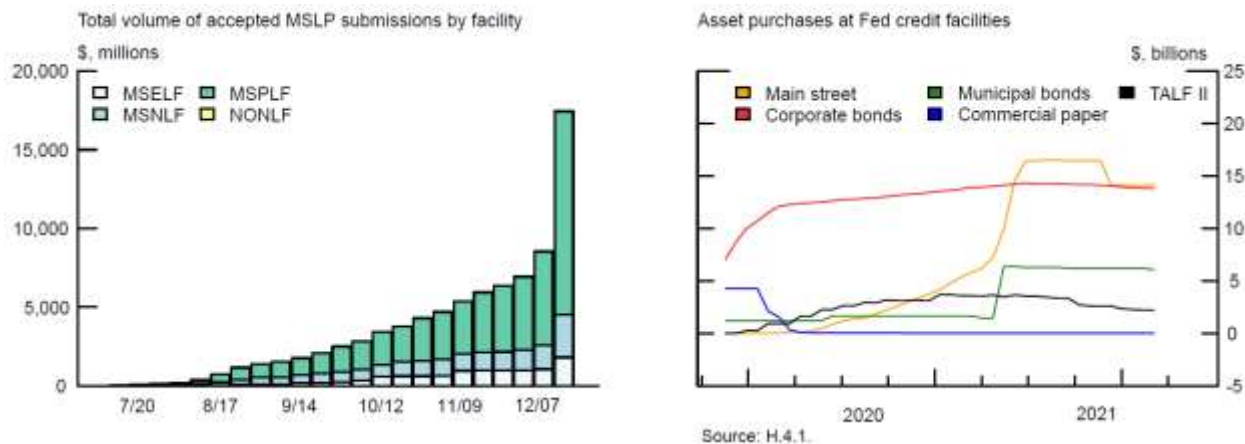 Total volume of accepted MSLP submissions by facility
$, millions
20,000
15,000
10,000
5,000
0
MSELF
MSPLF
MSNLF
NONLF
7/20
8/17
9/14
10/12
11/09
12/07
Asset purchases at Fed credit facilities
$, billions
Main street
Municipal bonds
TALF II
Corporate bonds
Commercial paper
25
20
15
10
5
0
-5
2020
2021
Source: H.4.1.